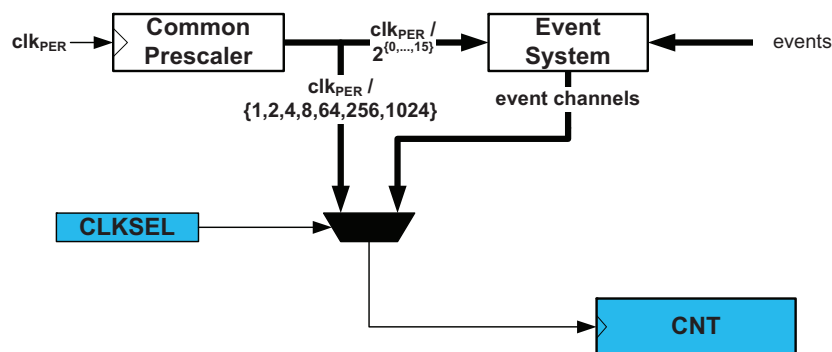 clkPER
Common
Prescaler
clkPER /
2{0,...,15}
Event
System
events
clkPER /
{1,2,4,8,64,256,1024}
event channels
CLKSEL
CNT